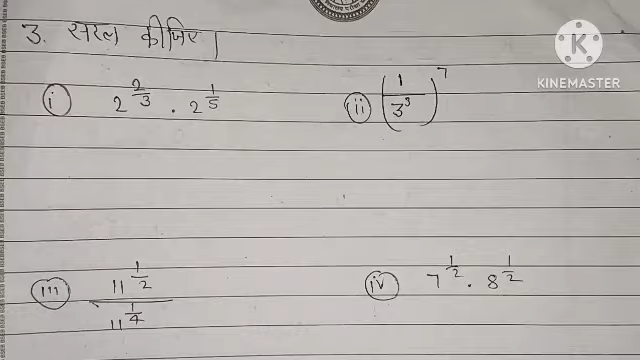 3. सरल कीजिए |
(i) 2^(2/3) . 2^(1/5)
(ii) (1/3^3)^7
(iii) 11^(1/2) / 11^(1/4)
(iv) 7^(1/2) . 8^(1/2)
KINEMASTER